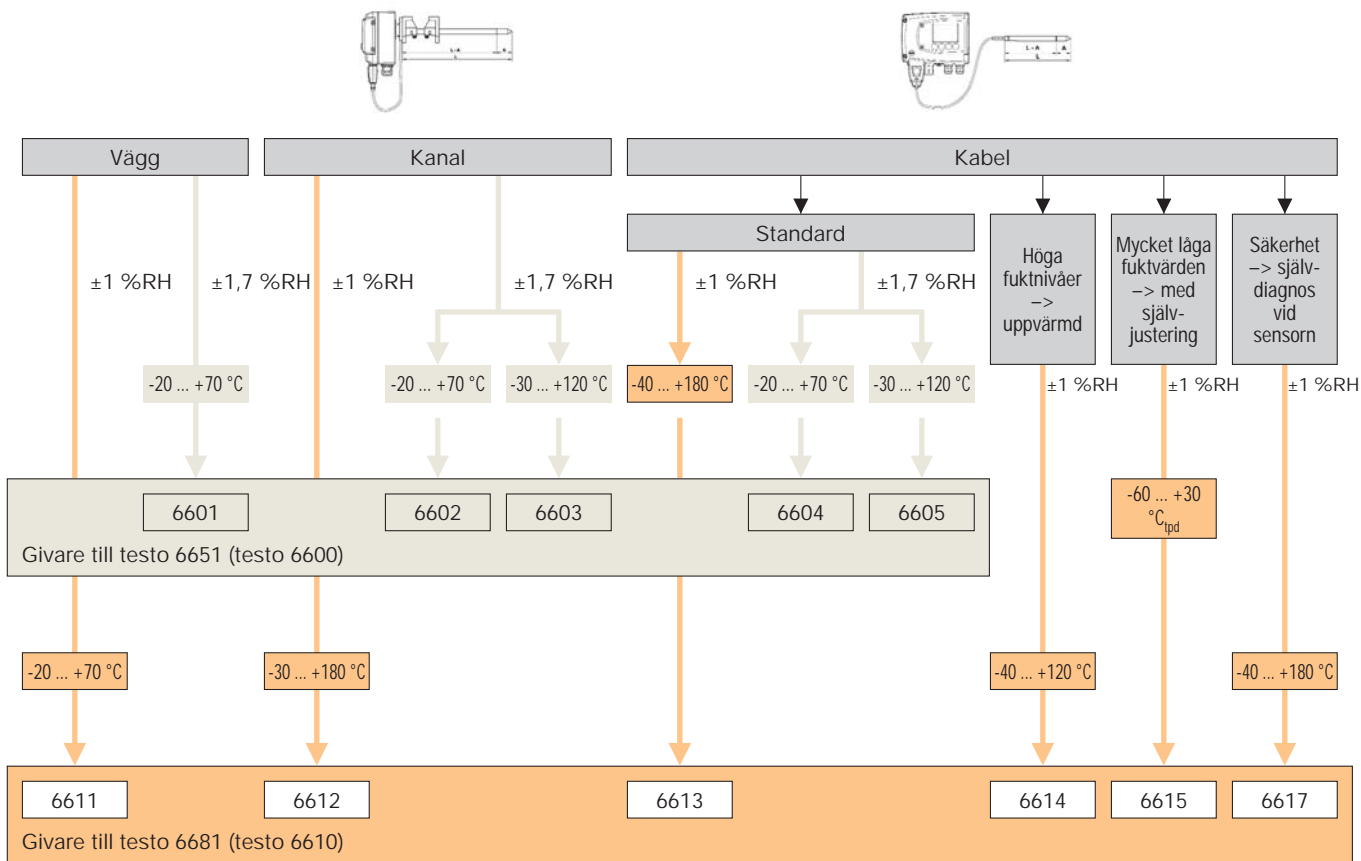 L - A
A
L
L - A
A
L
Vägg
Kanal
Kabel
Standard
Höga
fuktnivåer
–>
uppvärmd
Mycket låga
fuktvärden
–> med
själv-
justering
Säkerhet
–> själv-
diagnos
vid
sensorn
±1 %RH
±1,7 %RH
±1 %RH
±1,7 %RH
±1 %RH
±1,7 %RH
-20 ... +70 °C
-20 ... +70 °C
-30 ... +120 °C
-40 ... +180 °C
-20 ... +70 °C
-30 ... +120 °C
±1 %RH
±1 %RH
±1 %RH
6601
6602
6603
6604
6605
-60 ... +30
°Ctpd
Givare till testo 6651 (testo 6600)
-20 ... +70 °C
-30 ... +180 °C
-40 ... +120 °C
-40 ... +180 °C
6611
6612
6613
6614
6615
6617
Givare till testo 6681 (testo 6610)